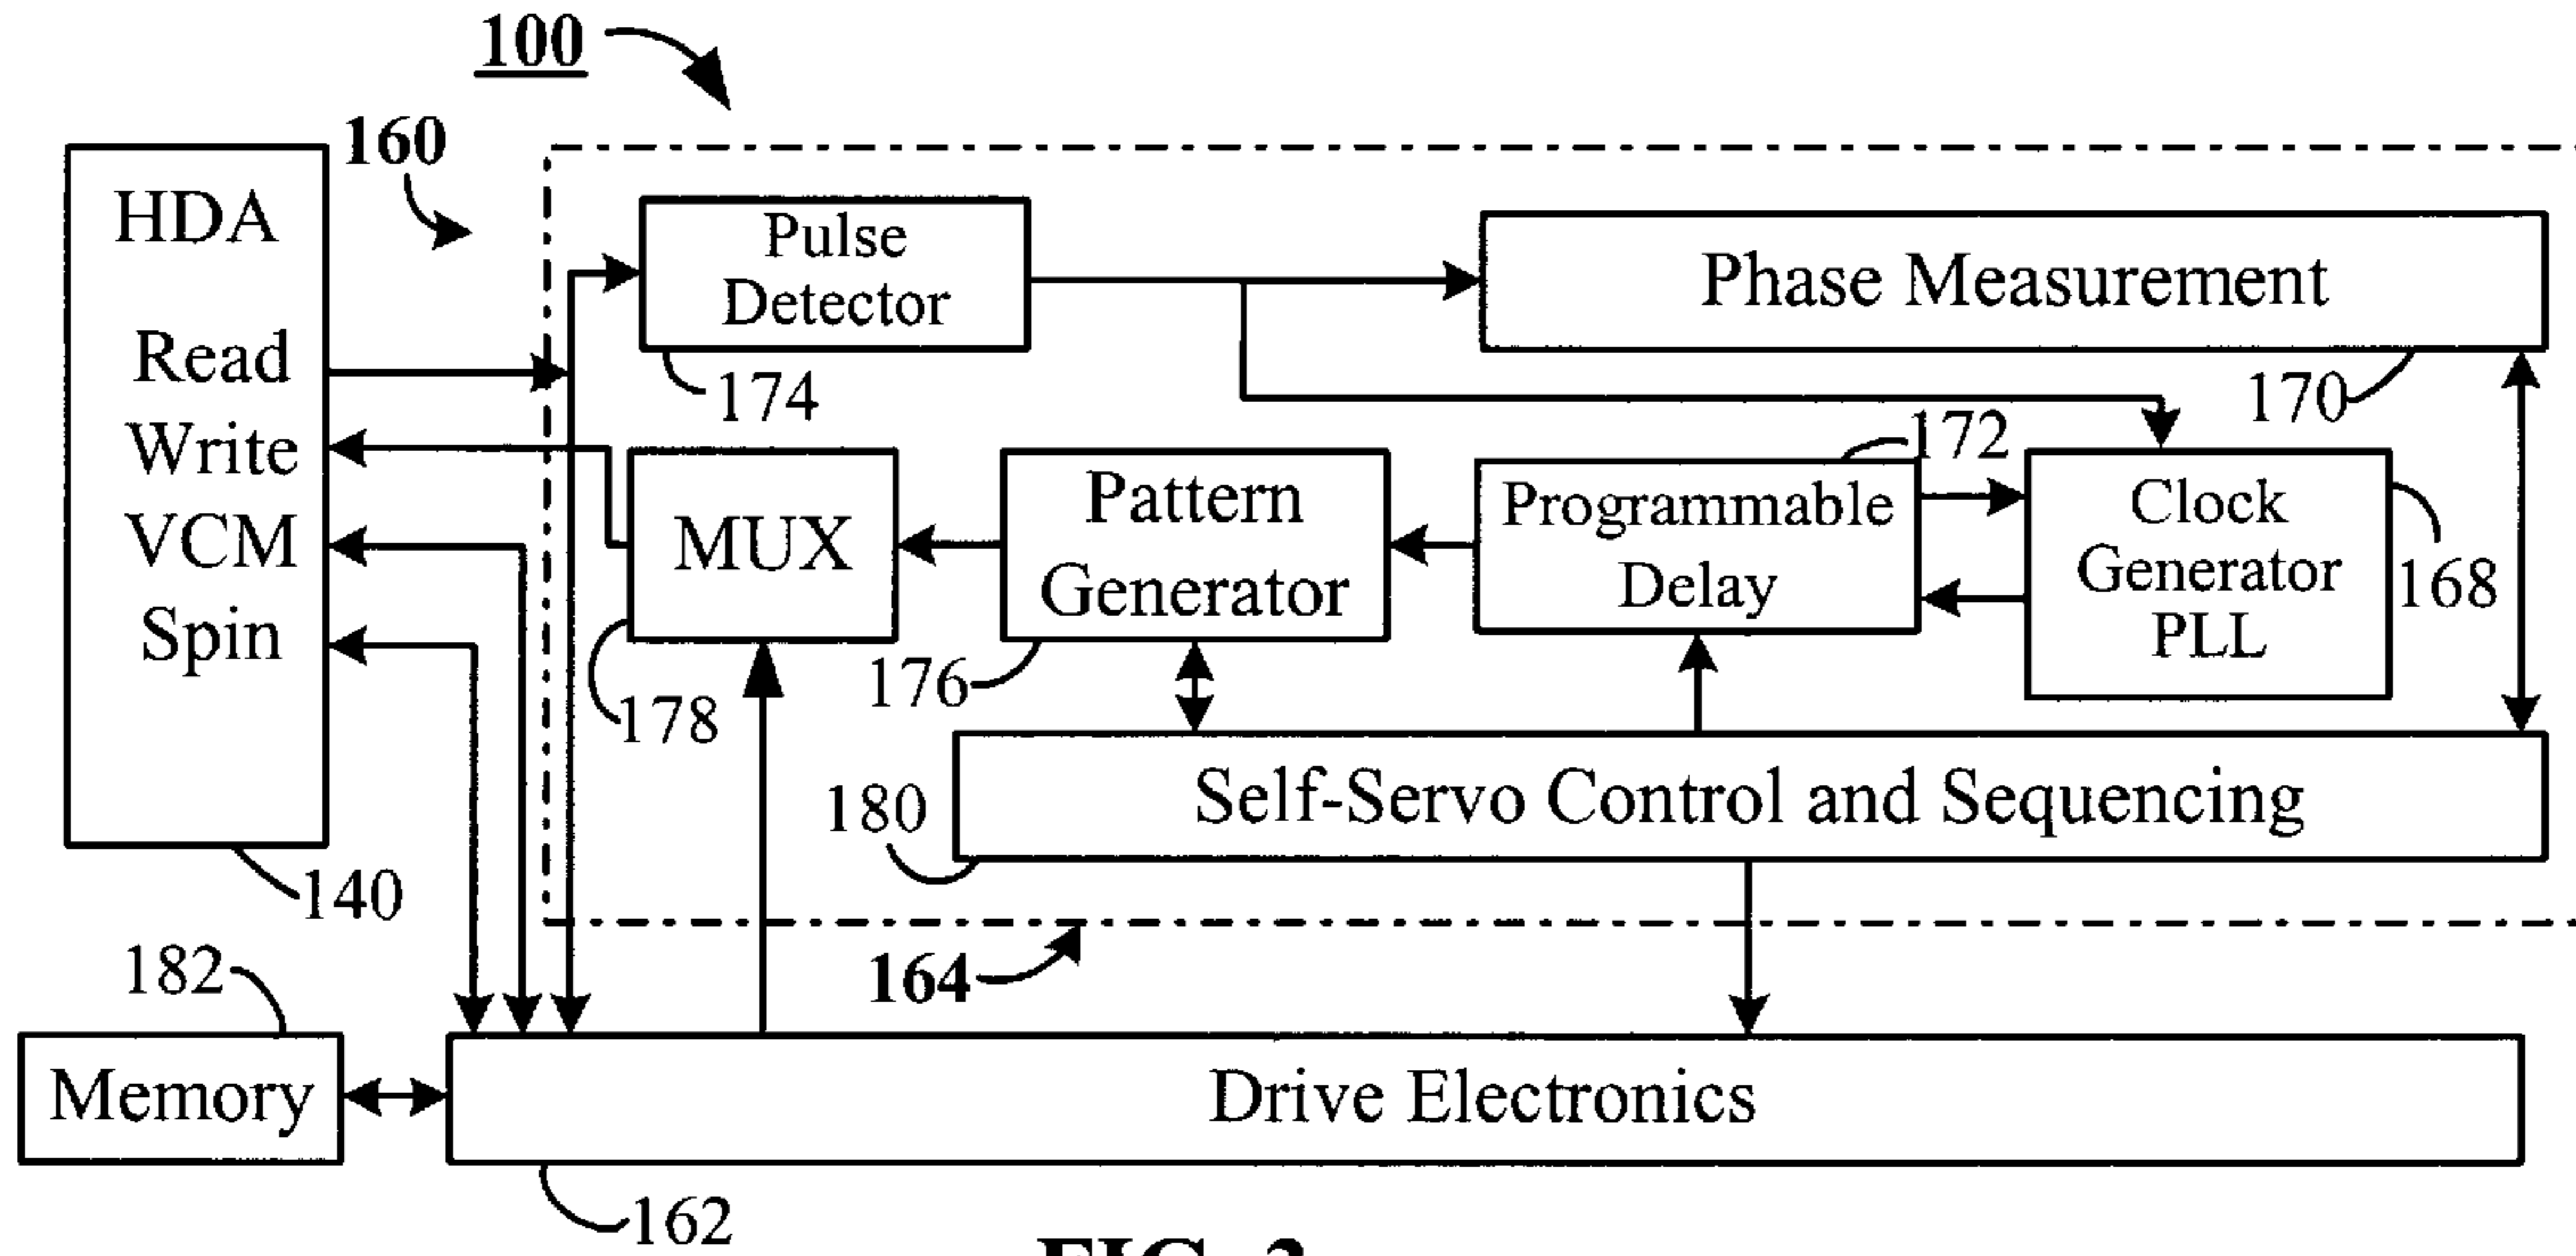 100
160
HDA
Read
Write
VCM
Spin
140
Pulse
Detector
174
Phase Measurement
170
MUX
178
Pattern
Generator
176
Programmable
Delay
172
Clock
Generator
PLL
168
Self-Servo Control and Sequencing
180
164
182
Memory
Drive Electronics
162